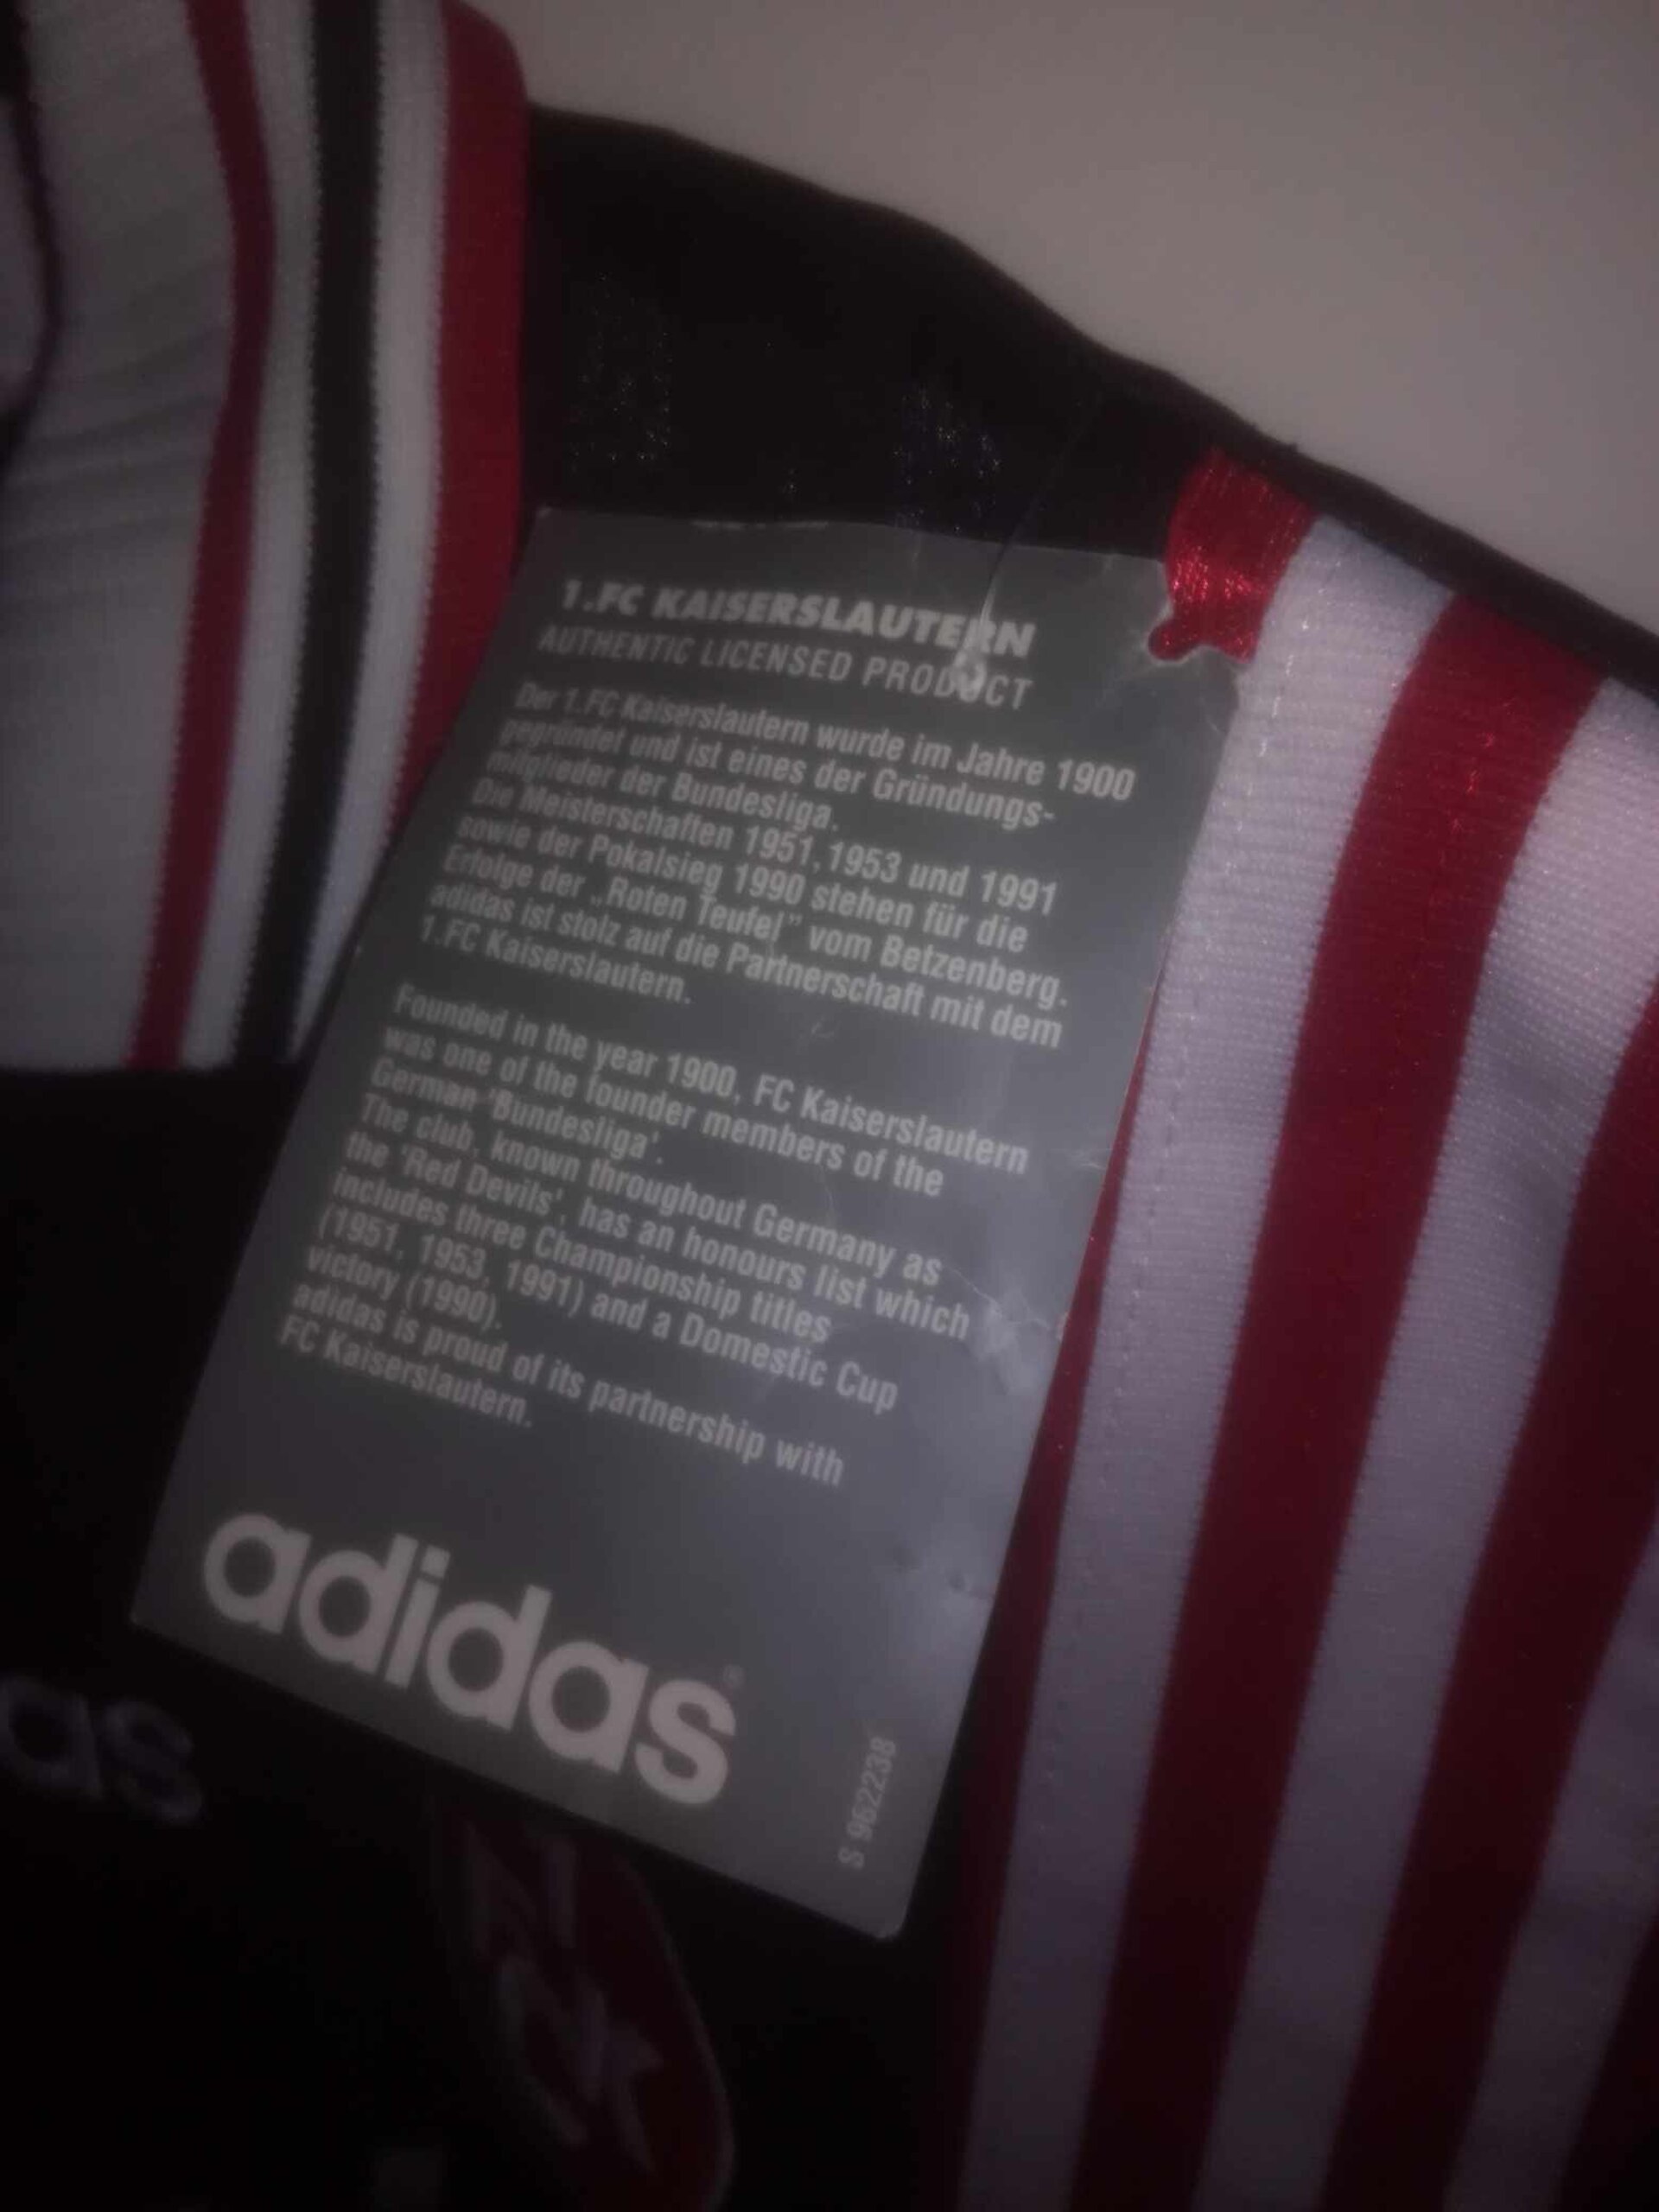 1.FC KAISERSLAUTERN
AUTHENTIC LICENSED PRODUCT
Der 1.FC Kaiserslautern wurde im Jahre 1900
gegründet und ist eines der Gründungs-
mitglieder der Bundesliga.
Die Meisterschaften 1951, 1953 und 1991
sowie der Pokalsieg 1990 stehen für die
Erfolge der „Roten Teufel” vom Betzenberg.
adidas ist stolz auf die Partnerschaft mit dem
1.FC Kaiserslautern.
Founded in the year 1900, FC Kaiserslautern
was one of the founder members of the
German 'Bundesliga'.
The club, known throughout Germany as
the 'Red Devils', has an honours list which
includes three Championship titles
(1951, 1953, 1991) and a Domestic Cup
victory (1990).
adidas is proud of its partnership with
FC Kaiserslautern.
adidas®
S 962238
as